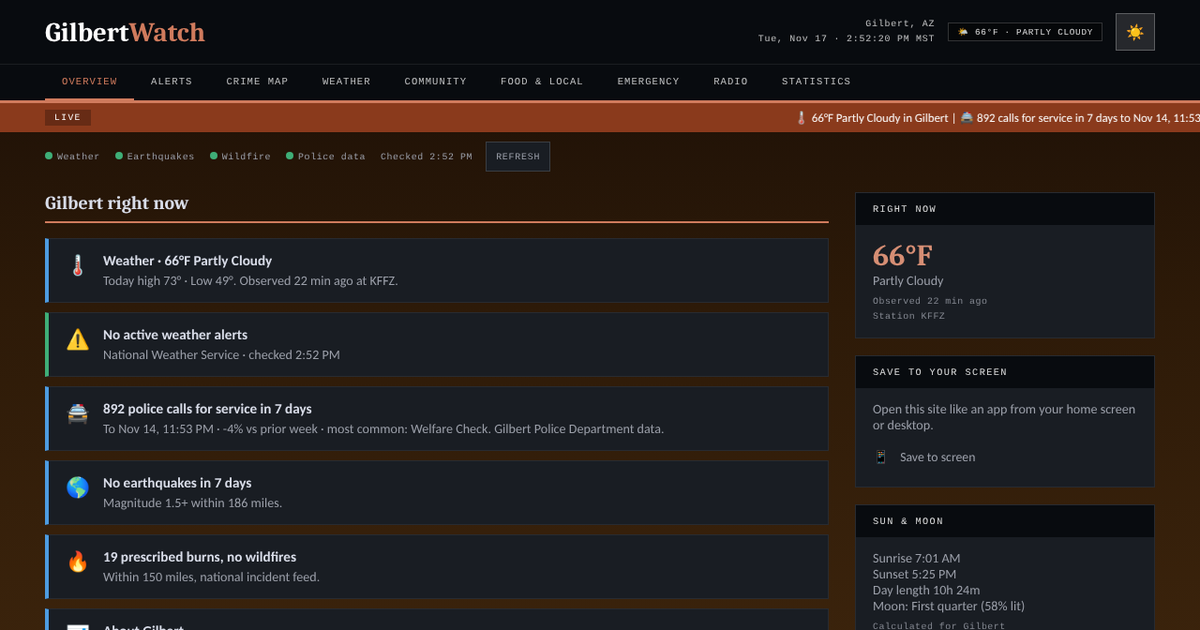 GilbertWatch
Gilbert, AZ
Tue, Nov 17 · 2:52:20 PM MST
66°F · PARTLY CLOUDY
OVERVIEW ALERTS CRIME MAP WEATHER COMMUNITY FOOD & LOCAL EMERGENCY RADIO STATISTICS
LIVE
66°F Partly Cloudy in Gilbert | 892 calls for service in 7 days to Nov 14, 11:53
Weather Earthquakes Wildfire Police data Checked 2:52 PM REFRESH
Gilbert right now
Weather · 66°F Partly Cloudy
Today high 73° · Low 49°. Observed 22 min ago at KFFZ.
No active weather alerts
National Weather Service · checked 2:52 PM
892 police calls for service in 7 days
To Nov 14, 11:53 PM · -4% vs prior week · most common: Welfare Check. Gilbert Police Department data.
No earthquakes in 7 days
Magnitude 1.5+ within 186 miles.
19 prescribed burns, no wildfires
Within 150 miles, national incident feed.
About Gilbert
RIGHT NOW
66°F
Partly Cloudy
Observed 22 min ago
Station KFFZ
SAVE TO YOUR SCREEN
Open this site like an app from your home screen
or desktop.
Save to screen
SUN & MOON
Sunrise 7:01 AM
Sunset 5:25 PM
Day length 10h 24m
Moon: First quarter (58% lit)
Calculated for Gilbert